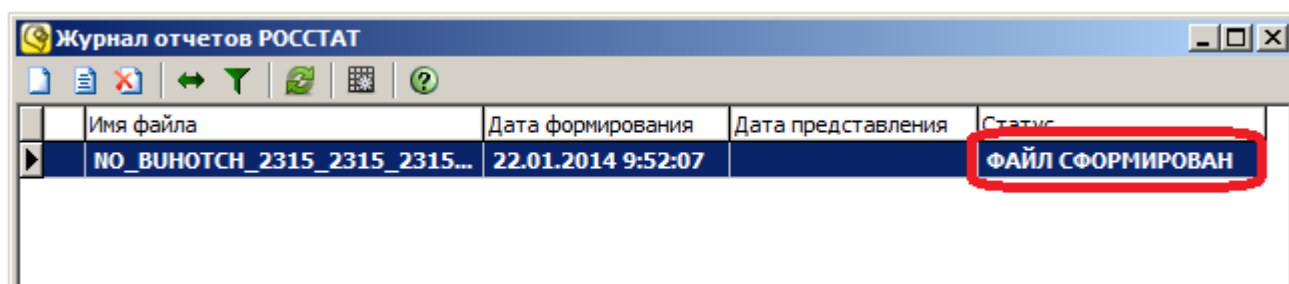 Журнал отчетов РОССТАТ
Имя файла Дата формирования Дата представления Статус
NO_BUHOTCH_2315_2315_2315... 22.01.2014 9:52:07 ФАЙЛ СФОРМИРОВАН